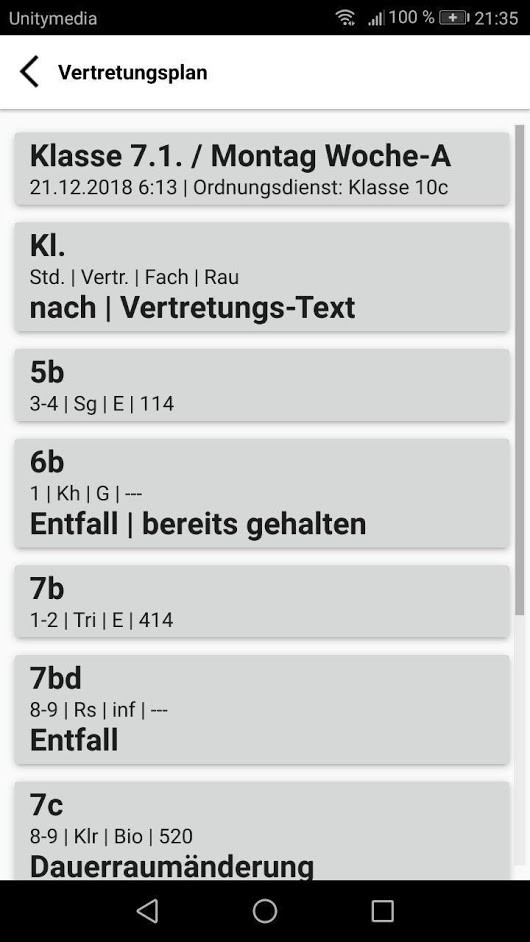 Unitymedia 100 % 21:35
Vertretungsplan
Klasse 7.1. / Montag Woche-A
21.12.2018 6:13 | Ordnungsdienst: Klasse 10c
Kl.
Std. | Vertr. | Fach | Rau
nach | Vertretungs-Text
5b
3-4 | Sg | E | 114
6b
1 | Kh | G | ---
Entfall | bereits gehalten
7b
1-2 | Tri | E | 414
7bd
8-9 | Rs | inf | ---
Entfall
7c
8-9 | Klr | Bio | 520
Dauerraumänderung